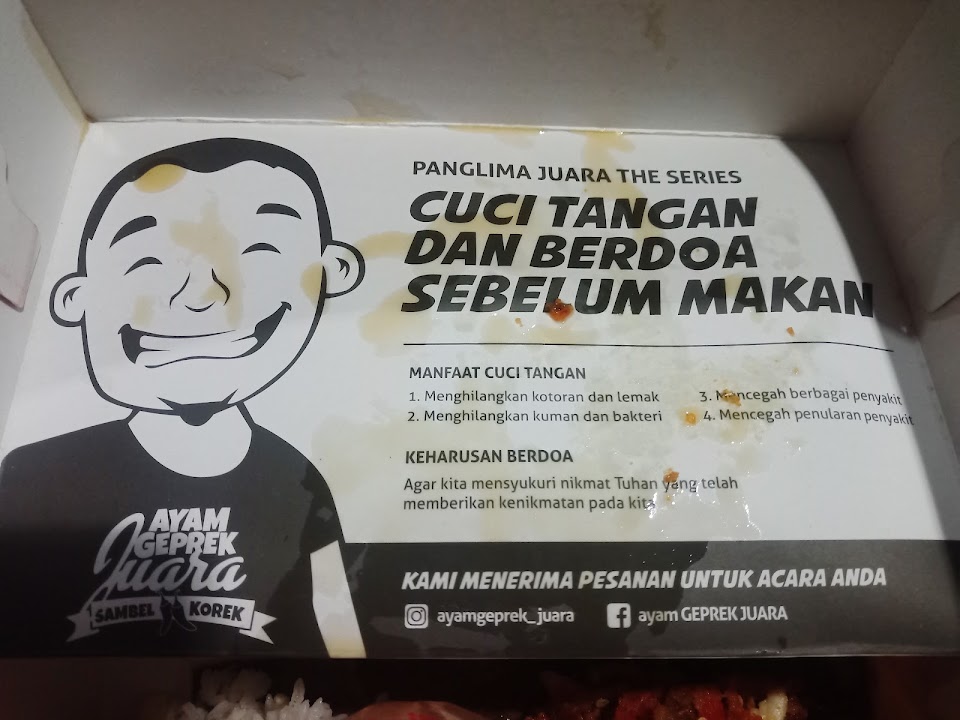 PANGLIMA JUARA THE SERIES
CUCI TANGAN
DAN BERDOA
SEBELUM MAKAN
MANFAAT CUCI TANGAN
1. Menghilangkan kotoran dan lemak
2. Menghilangkan kuman dan bakteri
3. Mencegah berbagai penyakit
4. Mencegah penularan penyakit
KEHARUSAN BERDOA
Agar kita mensyukuri nikmat Tuhan yang telah
memberikan kenikmatan pada kita
AYAM
GEPREK
Juara
SAMBEL KOREK
KAMI MENERIMA PESANAN UNTUK ACARA ANDA
ayamgeprek_juara
ayam GEPREK JUARA